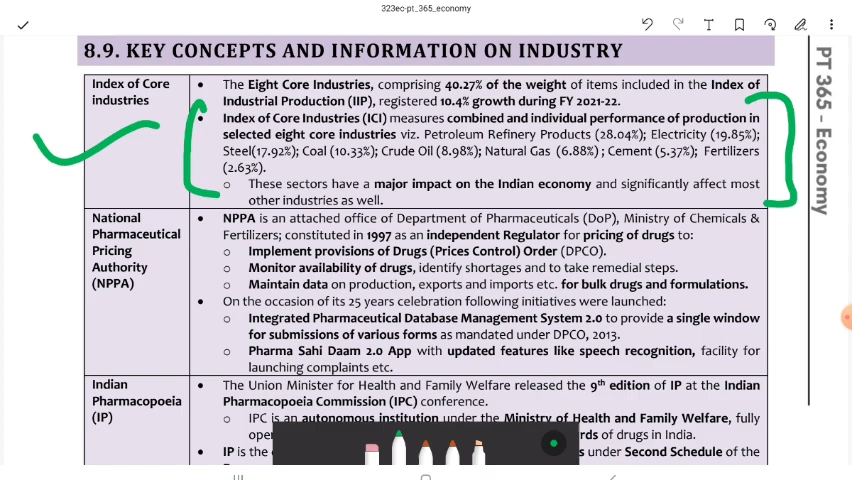 323ec-pt_365_economy
8.9. KEY CONCEPTS AND INFORMATION ON INDUSTRY
Index of Core
industries
• The Eight Core Industries, comprising 40.27% of the weight of items included in the Index of
Industrial Production (IIP), registered 10.4% growth during FY 2021-22.
• Index of Core Industries (ICI) measures combined and individual performance of production in
selected eight core industries viz. Petroleum Refinery Products (28.04%); Electricity (19.85%);
Steel(17.92%); Coal (10.33%); Crude Oil (8.98%); Natural Gas (6.88%) ; Cement (5.37%); Fertilizers
(2.63%).
o These sectors have a major impact on the Indian economy and significantly affect most
other industries as well.
National
Pharmaceutical
Pricing
Authority
(NPPA)
• NPPA is an attached office of Department of Pharmaceuticals (DoP), Ministry of Chemicals &
Fertilizers; constituted in 1997 as an independent Regulator for pricing of drugs to:
o Implement provisions of Drugs (Prices Control) Order (DPCO).
o Monitor availability of drugs, identify shortages and to take remedial steps.
o Maintain data on production, exports and imports etc. for bulk drugs and formulations.
• On the occasion of its 25 years celebration following initiatives were launched:
o Integrated Pharmaceutical Database Management System 2.0 to provide a single window
for submissions of various forms as mandated under DPCO, 2013.
o Pharma Sahi Daam 2.0 App with updated features like speech recognition, facility for
launching complaints etc.
Indian
Pharmacopoeia
(IP)
• The Union Minister for Health and Family Welfare released the 9th edition of IP at the Indian
Pharmacopoeia Commission (IPC) conference.
o IPC is an autonomous institution under the Ministry of Health and Family Welfare, fully
of drugs in India.
• IP is the under Second Schedule of the
PT 365 - Economy